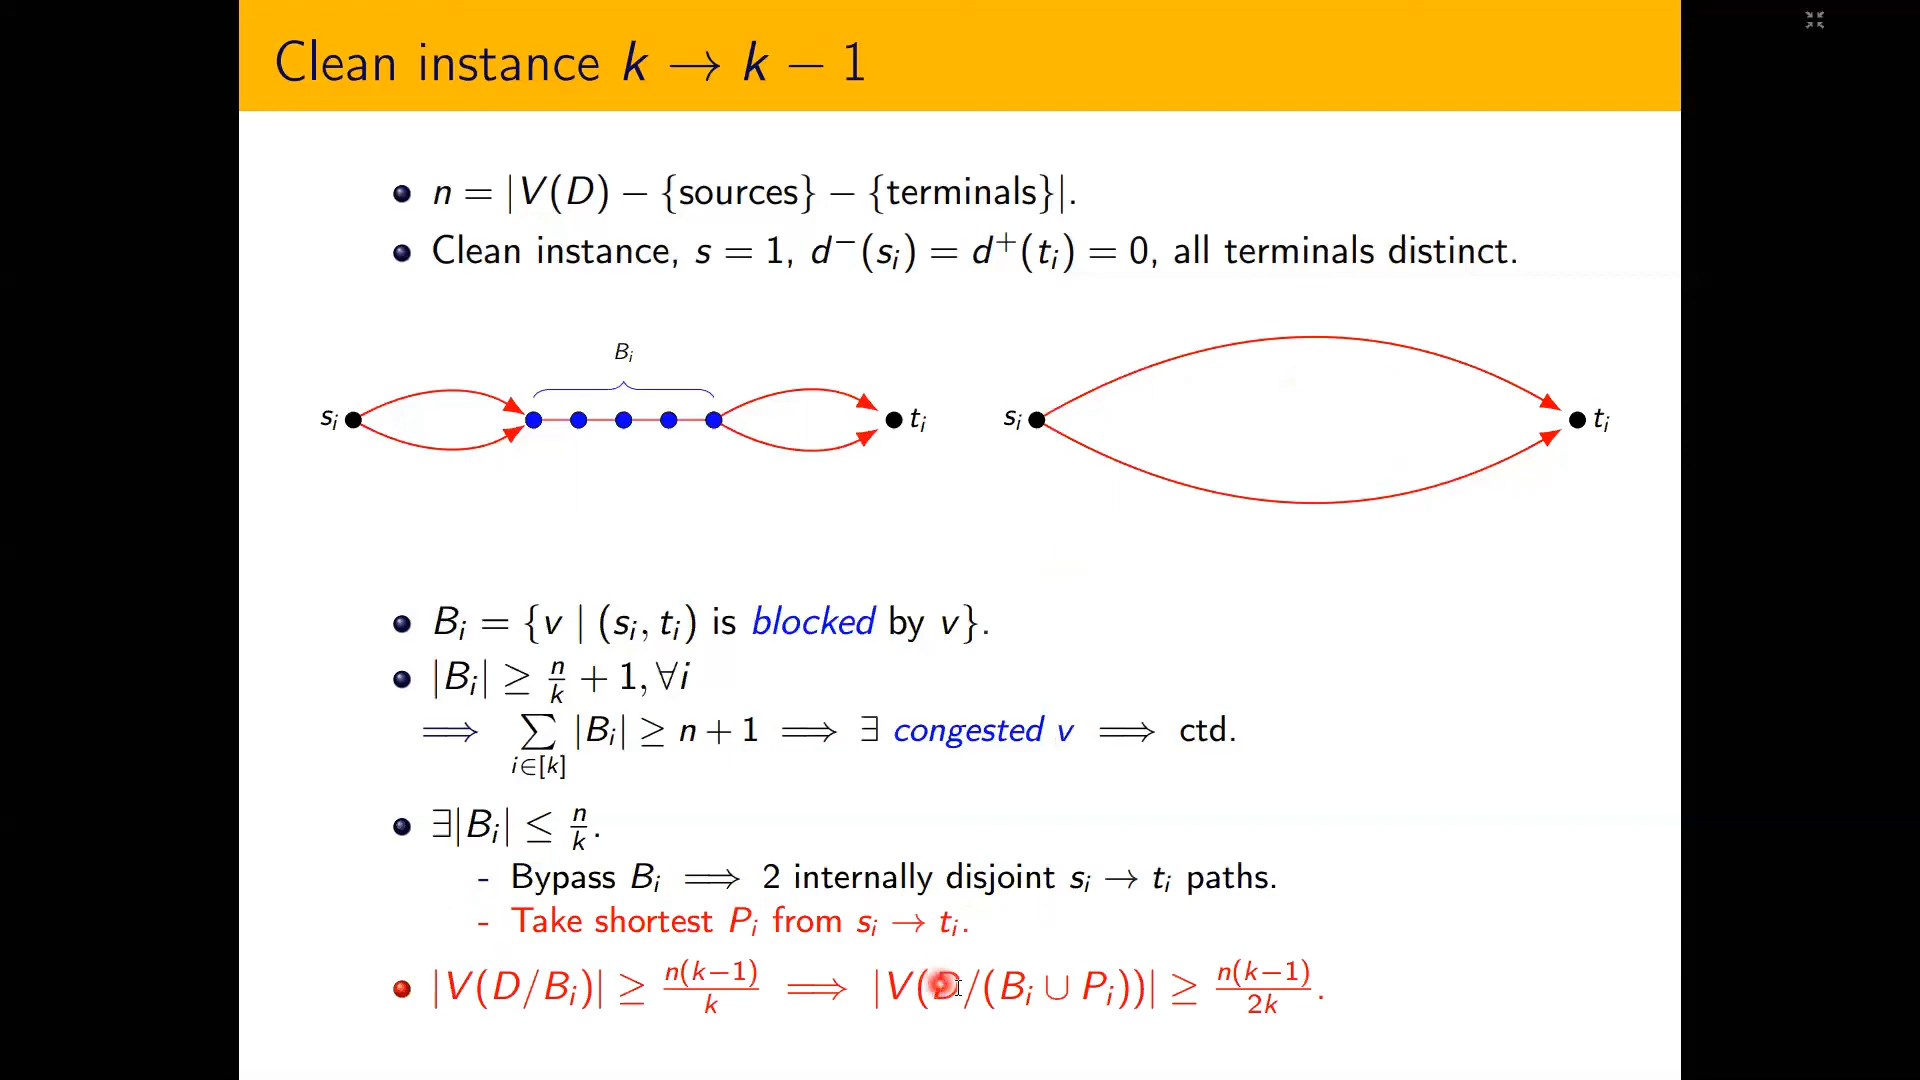 Clean instance k → k − 1
n = |V(D) − {sources} − {terminals}|.
Clean instance, s = 1, d⁻(sᵢ) = d⁺(tᵢ) = 0, all terminals distinct.
Bᵢ
sᵢ tᵢ sᵢ tᵢ
Bᵢ = {v | (sᵢ, tᵢ) is blocked by v}.
|Bᵢ| ≥ n/k + 1, ∀i
⟹ ∑_{i∈[k]} |Bᵢ| ≥ n + 1 ⟹ ∃ congested v ⟹ ctd.
∃|Bᵢ| ≤ n/k.
- Bypass Bᵢ ⟹ 2 internally disjoint sᵢ → tᵢ paths.
- Take shortest Pᵢ from sᵢ → tᵢ.
|V(D/Bᵢ)| ≥ n(k−1)/k ⟹ |V(D/(Bᵢ ∪ Pᵢ))| ≥ n(k−1)/2k.